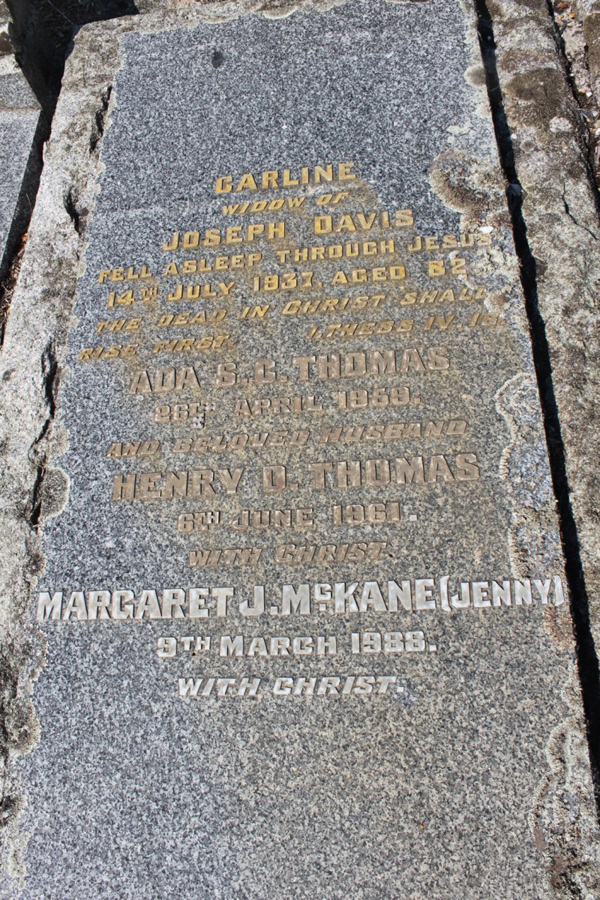 CARLINE
WIDOW OF
JOSEPH DAVIS
FELL ASLEEP THROUGH JESUS
14TH JULY 1937, AGED 82
THE DEAD IN CHRIST SHALL
RISE FIRST. I. THESS IV. 
ADA S. C. THOMAS
26TH APRIL 1959.
AND BELOVED HUSBAND
HENRY D. THOMAS
6TH JUNE 1961.
WITH CHRIST.
MARGARET J. McKANE (JENNY)
9TH MARCH 1988.
WITH CHRIST.